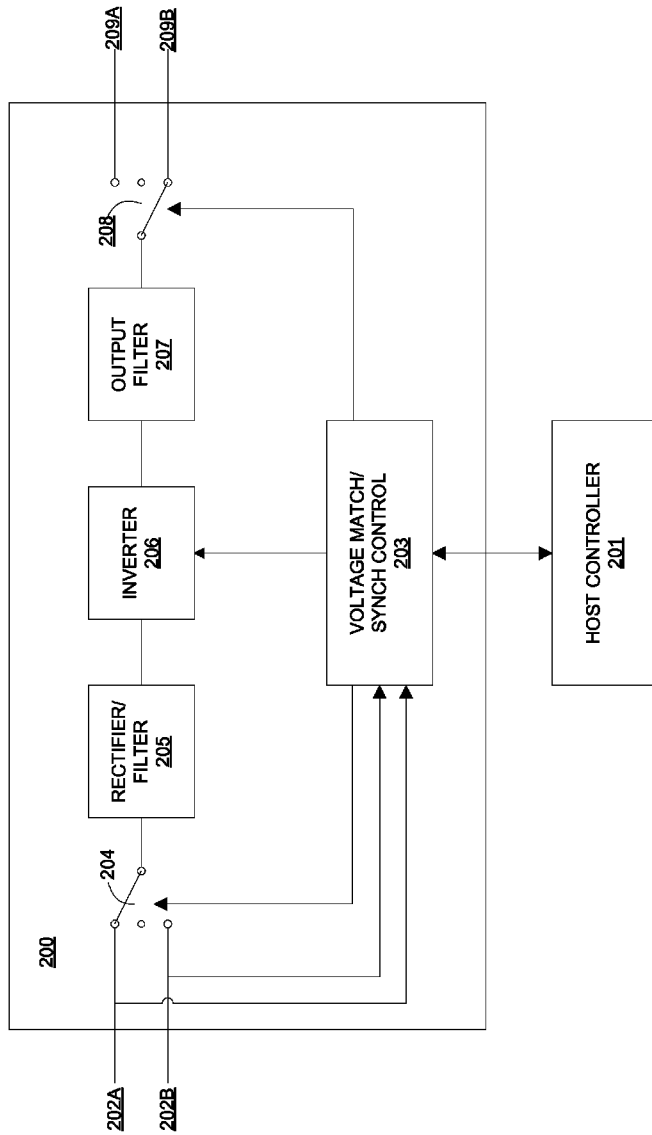 200
202A
202B
204
RECTIFIER/
FILTER
205
INVERTER
206
OUTPUT
FILTER
207
208
209A
209B
VOLTAGE MATCH/
SYNCH CONTROL
203
HOST CONTROLLER
201